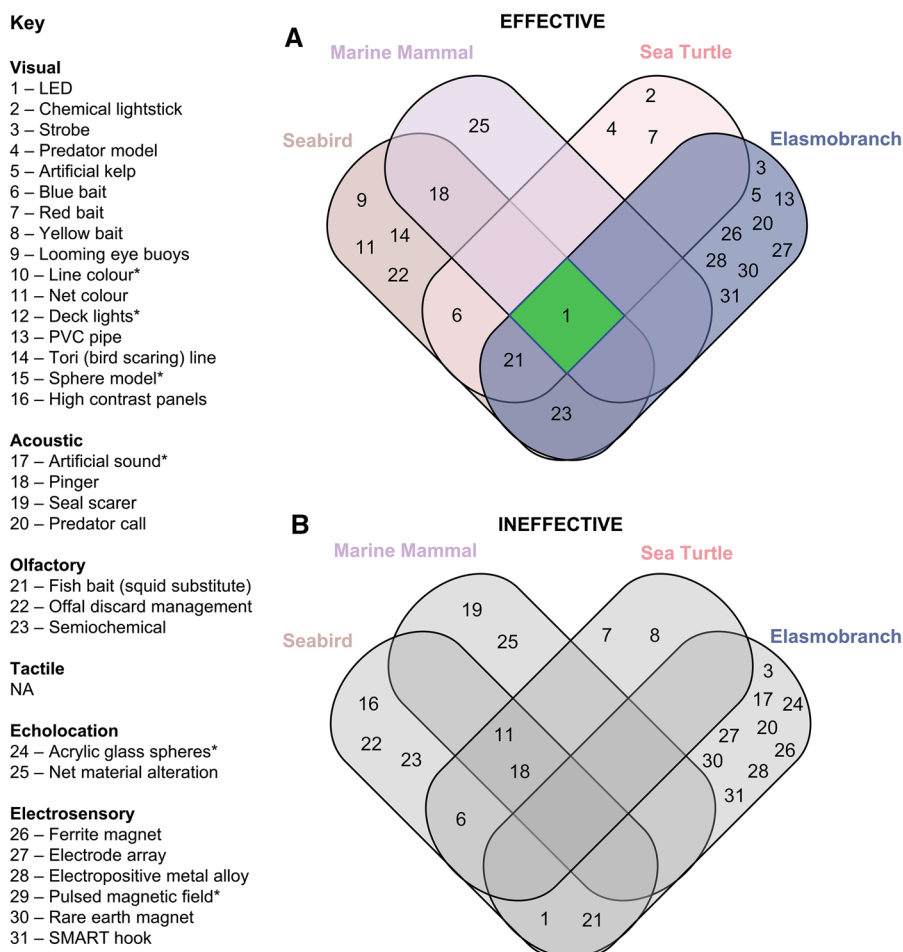 Key
Visual
1 – LED
2 – Chemical lightstick
3 – Strobe
4 – Predator model
5 – Artificial kelp
6 – Blue bait
7 – Red bait
8 – Yellow bait
9 – Looming eye buoys
10 – Line colour*
11 – Net colour
12 – Deck lights*
13 – PVC pipe
14 – Tori (bird scaring) line
15 – Sphere model*
16 – High contrast panels
Acoustic
17 – Artificial sound*
18 – Pinger
19 – Seal scarer
20 – Predator call
Olfactory
21 – Fish bait (squid substitute)
22 – Offal discard management
23 – Semiochemical
Tactile
NA
Echolocation
24 – Acrylic glass spheres*
25 – Net material alteration
Electrosensory
26 – Ferrite magnet
27 – Electrode array
28 – Electropositive metal alloy
29 – Pulsed magnetic field*
30 – Rare earth magnet
31 – SMART hook
A
EFFECTIVE
Marine Mammal
Sea Turtle
Seabird
Elasmobranch
2
25
4
7
3
18
5
13
9
20
14
26
11
27
28
30
22
31
6
1
21
23
B
INEFFECTIVE
Marine Mammal
Sea Turtle
Seabird
Elasmobranch
19
25
7
8
3
16
17
24
11
27
20
22
26
23
30
18
28
31
6
1
21